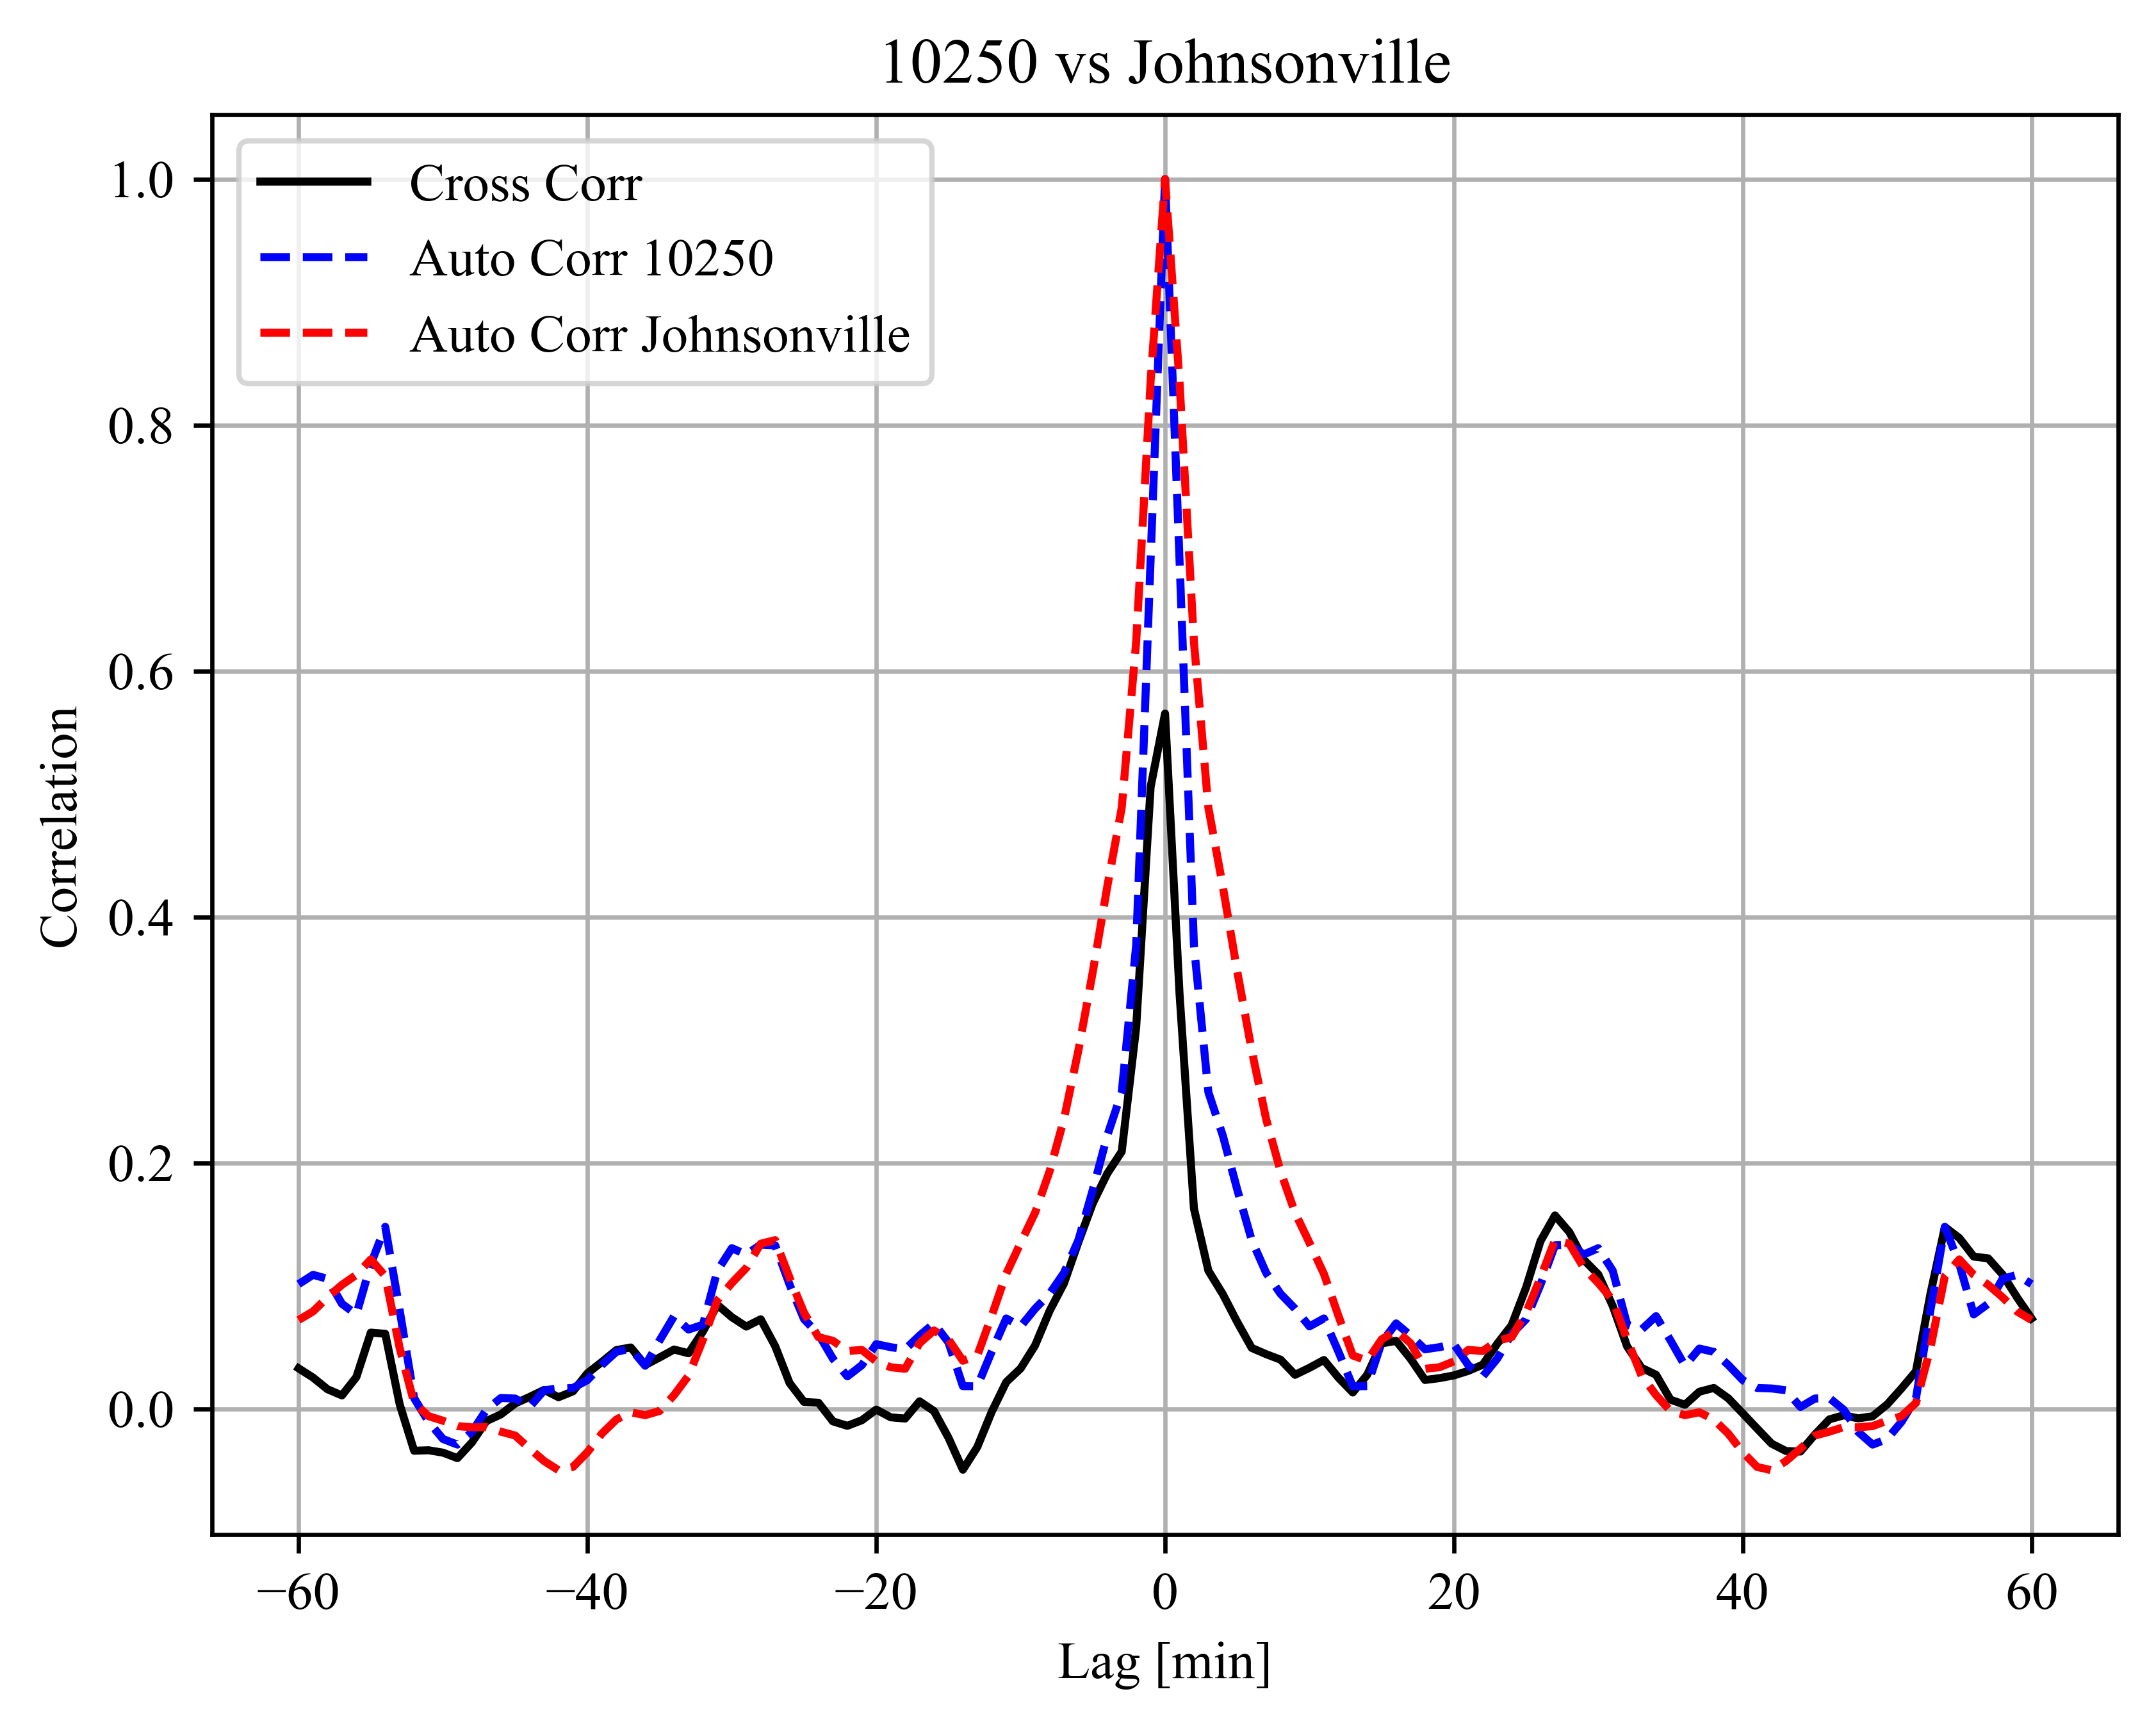 10250 vs Johnsonville
Cross Corr
Auto Corr 10250
Auto Corr Johnsonville
1.0
0.8
0.6
0.4
0.2
0.0
Correlation
−60 −40 −20 0 20 40 60
Lag [min]